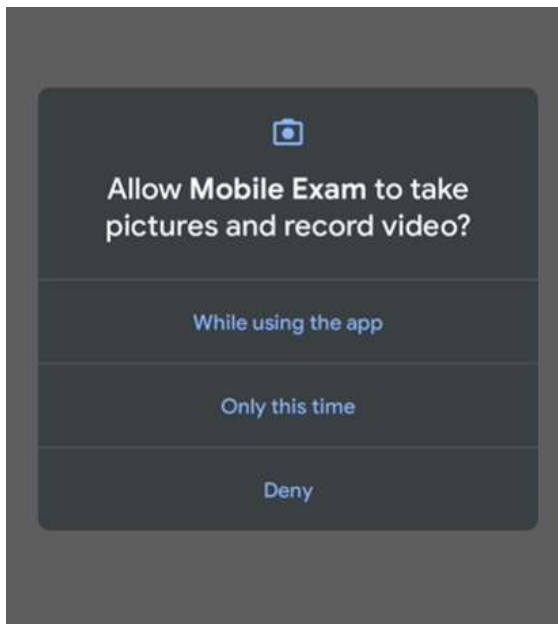 Allow Mobile Exam to take
pictures and record video?
While using the app
Only this time
Deny